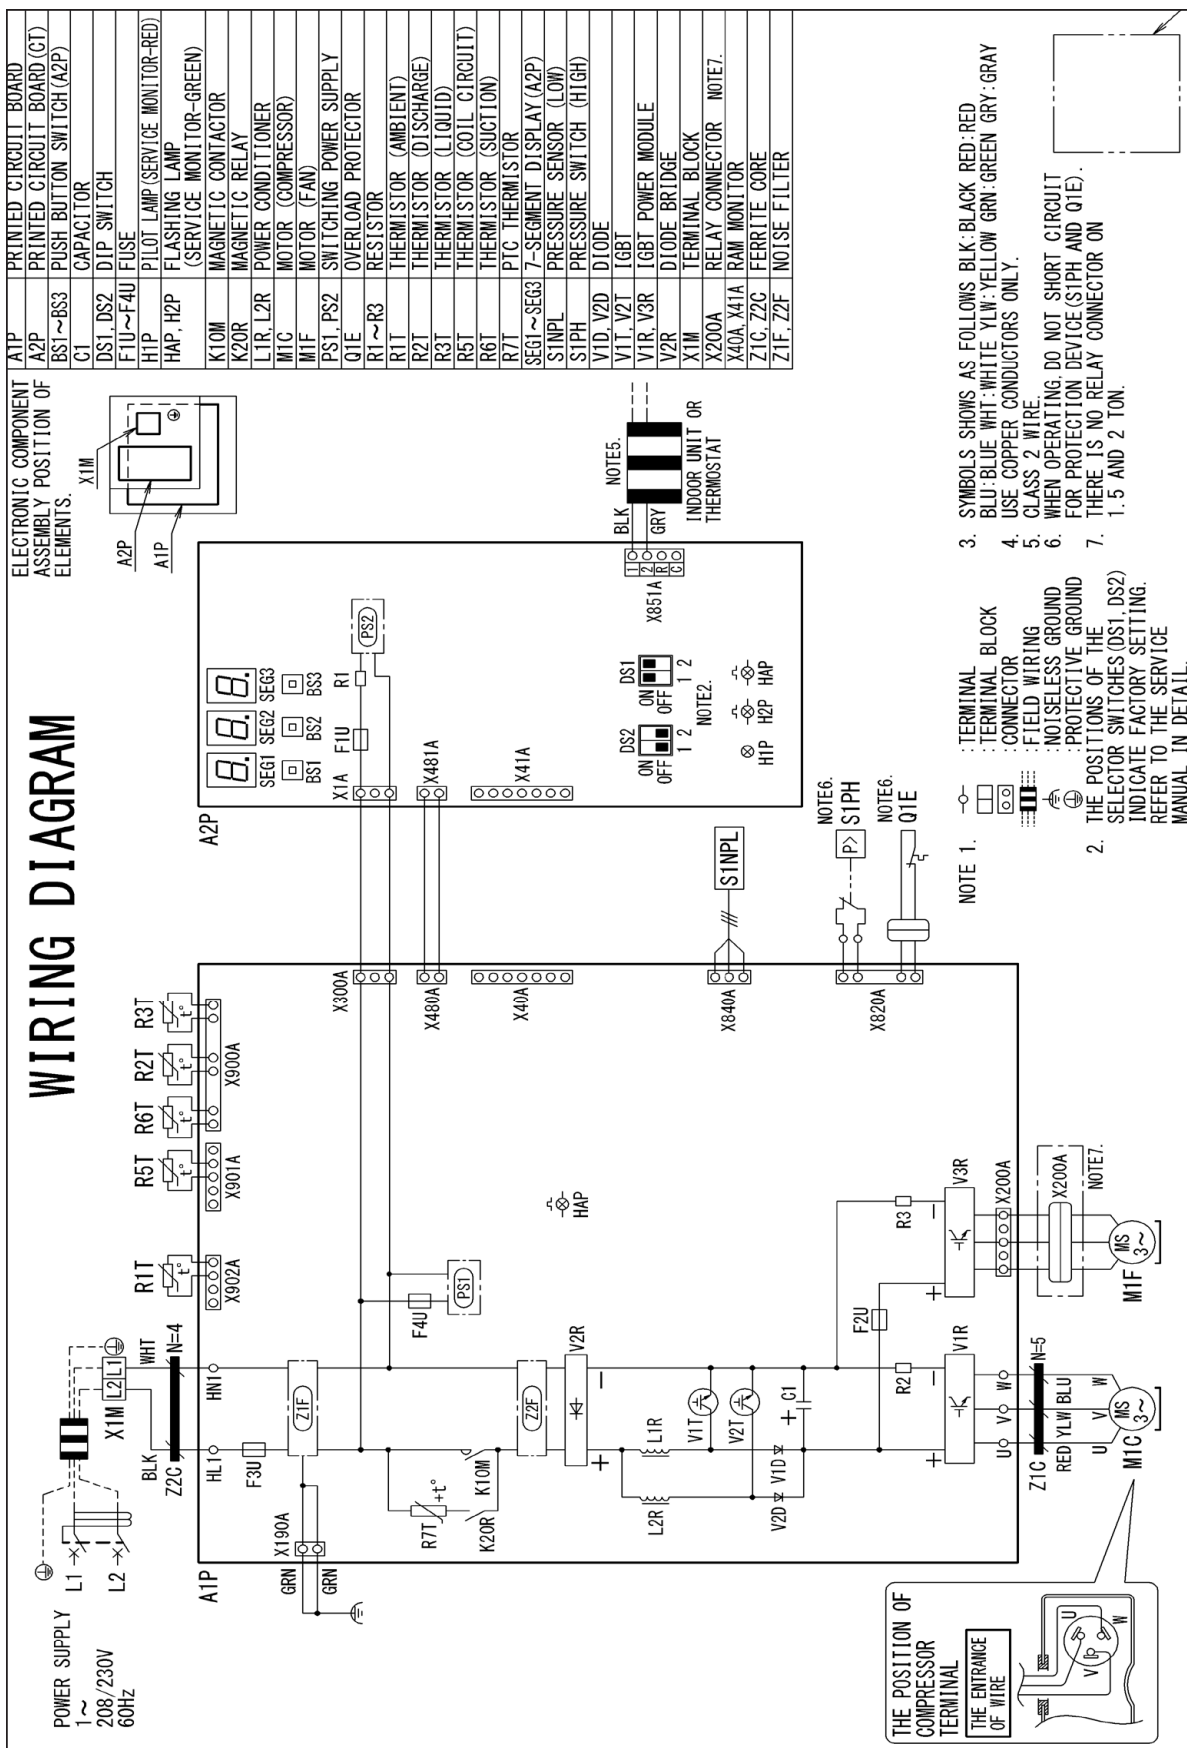 WIRING DIAGRAM
POWER SUPPLY
1~
208/230V
60Hz
L1
L2
X1M
L2 L1
BLK
WHT
Z2C
N=4
HL1
HN1
A1P
R1T
t°
X902A
R5T
t°
X901A
R6T
t°
R2T
t°
R3T
t°
X900A
F3U
Z1F
X190A
GRN
GRN
F4U
PS1
X300A
X480A
X40A
X840A
X820A
R7T
+t°
K10M
K20R
Z2F
V2R
+
−
HAP
L1R
L2R
V1T
V2T
V1D
V2D
+
C1
R2
F2U
R3
V1R
+
−
V3R
+
−
X200A
U
V
W
Z1C
N=5
RED YLW BLU
U
V
W
MS
3~
M1C
X200A
NOTE7.
MS
3~
M1F
THE POSITION OF
COMPRESSOR
TERMINAL
THE ENTRANCE
OF WIRE
U
V
W
A2P
SEG1
SEG2
SEG3
BS1
BS2
BS3
X1A
F1U
R1
PS2
X481A
X41A
DS2
ON
OFF
1 2
DS1
ON
OFF
1 2
NOTE2.
H1P
H2P
HAP
X851A
1
2
R
C
BLK
GRY
NOTE5.
INDOOR UNIT OR
THERMOSTAT
S1NPL
NOTE6.
S1PH
P>
NOTE6.
Q1E
ELECTRONIC COMPONENT
ASSEMBLY POSITION OF
ELEMENTS.
X1M
A2P
A1P
A1P PRINTED CIRCUIT BOARD
A2P PRINTED CIRCUIT BOARD(CT)
BS1~BS3 PUSH BUTTON SWITCH(A2P)
C1 CAPACITOR
DS1, DS2 DIP SWITCH
F1U~F4U FUSE
H1P PILOT LAMP(SERVICE MONITOR-RED)
HAP, H2P FLASHING LAMP
(SERVICE MONITOR-GREEN)
K10M MAGNETIC CONTACTOR
K20R MAGNETIC RELAY
L1R, L2R POWER CONDITIONER
M1C MOTOR (COMPRESSOR)
M1F MOTOR (FAN)
PS1, PS2 SWITCHING POWER SUPPLY
Q1E OVERLOAD PROTECTOR
R1~R3 RESISTOR
R1T THERMISTOR (AMBIENT)
R2T THERMISTOR (DISCHARGE)
R3T THERMISTOR (LIQUID)
R5T THERMISTOR (COIL CIRCUIT)
R6T THERMISTOR (SUCTION)
R7T PTC THERMISTOR
SEG1~SEG3 7-SEGMENT DISPLAY(A2P)
S1NPL PRESSURE SENSOR (LOW)
S1PH PRESSURE SWITCH (HIGH)
V1D, V2D DIODE
V1T, V2T IGBT
V1R, V3R IGBT POWER MODULE
V2R DIODE BRIDGE
X1M TERMINAL BLOCK
X200A RELAY CONNECTOR NOTE7.
X40A, X41A RAM MONITOR
Z1C, Z2C FERRITE CORE
Z1F, Z2F NOISE FILTER
NOTE 1.
:TERMINAL
:TERMINAL BLOCK
:CONNECTOR
:FIELD WIRING
:NOISELESS GROUND
:PROTECTIVE GROUND
2. THE POSITIONS OF THE
SELECTOR SWITCHES(DS1, DS2)
INDICATE FACTORY SETTING.
REFER TO THE SERVICE
MANUAL IN DETAIL.
3. SYMBOLS SHOWS AS FOLLOWS BLK:BLACK RED:RED
BLU:BLUE WHT:WHITE YLW:YELLOW GRN:GREEN GRY:GRAY
4. USE COPPER CONDUCTORS ONLY.
5. CLASS 2 WIRE.
6. WHEN OPERATING, DO NOT SHORT CIRCUIT
FOR PROTECTION DEVICE(S1PH AND Q1E).
7. THERE IS NO RELAY CONNECTOR ON
1.5 AND 2 TON.